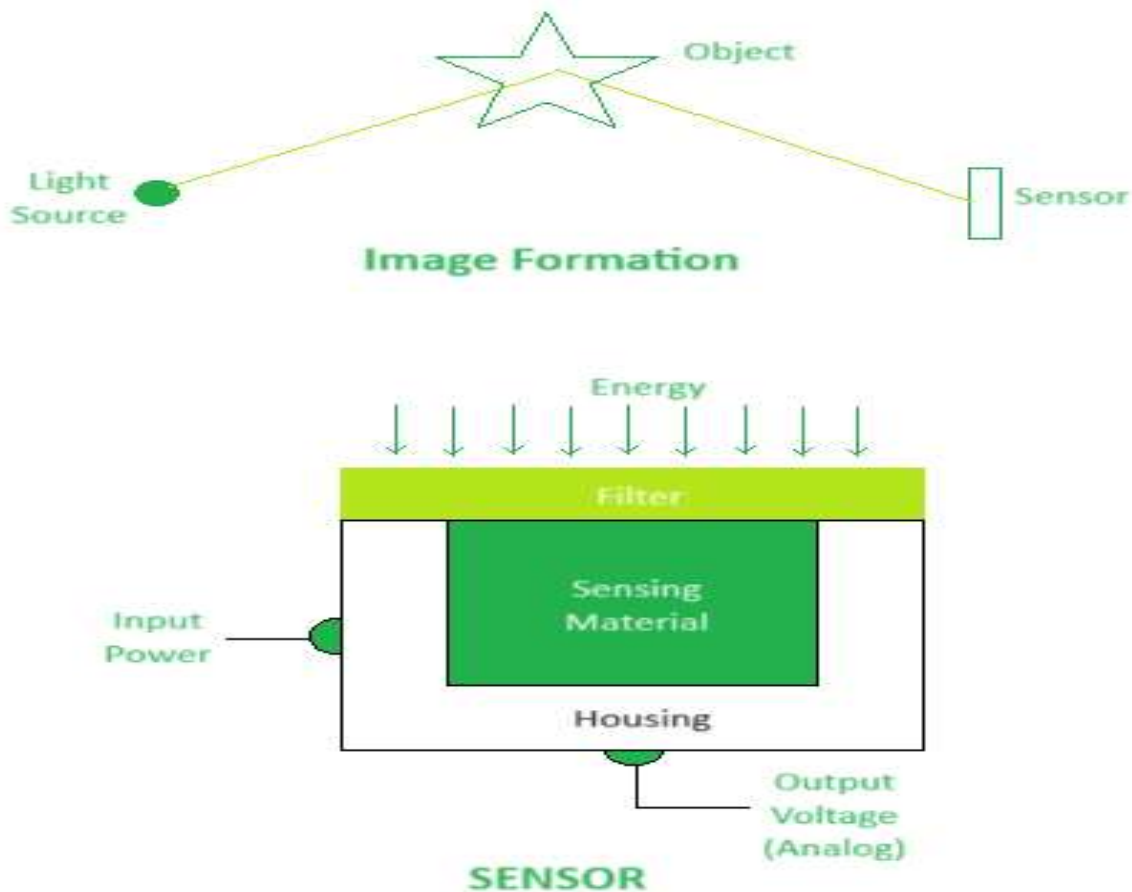 Object
Light
Source
Sensor
Image Formation
Energy
Filter
Sensing
Material
Input
Power
Housing
Output
Voltage
(Analog)
SENSOR